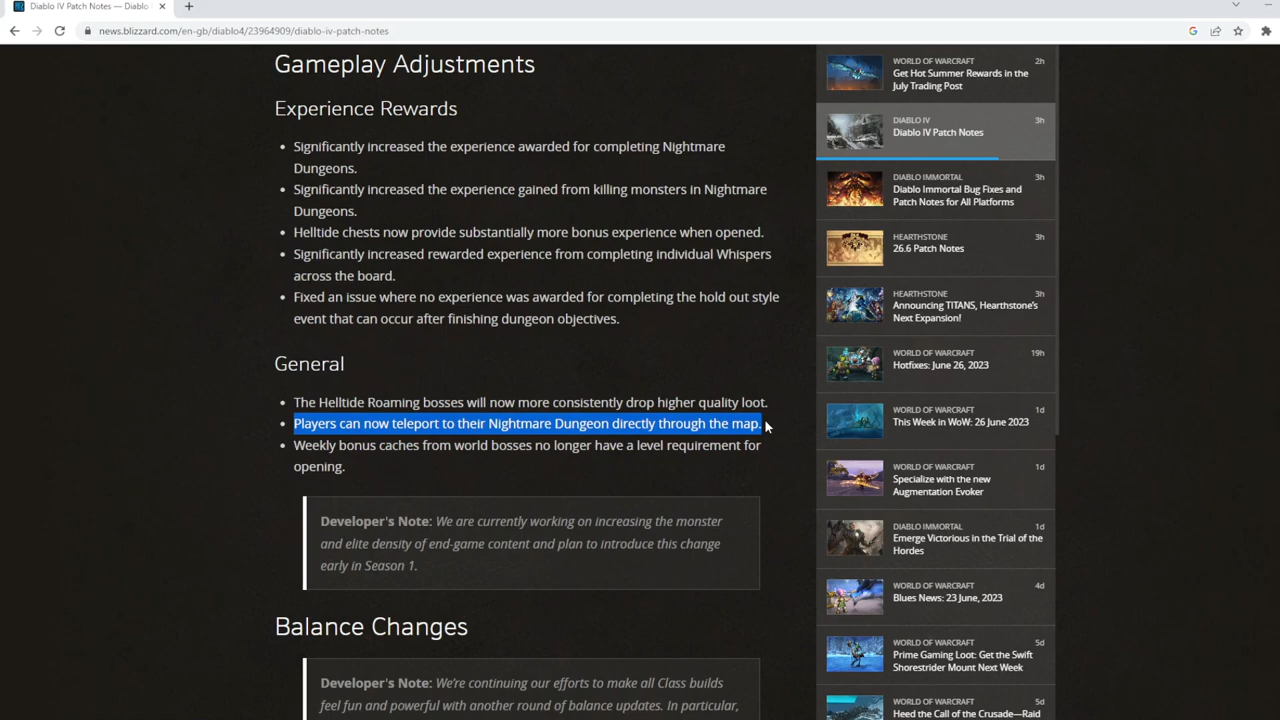 Diablo IV Patch Notes — Diablo I
news.blizzard.com/en-gb/diablo4/23964909/diablo-iv-patch-notes
Gameplay Adjustments
Experience Rewards
Significantly increased the experience awarded for completing Nightmare
Dungeons.
Significantly increased the experience gained from killing monsters in Nightmare
Dungeons.
Helltide chests now provide substantially more bonus experience when opened.
Significantly increased rewarded experience from completing individual Whispers
across the board.
Fixed an issue where no experience was awarded for completing the hold out style
event that can occur after finishing dungeon objectives.
General
The Helltide Roaming bosses will now more consistently drop higher quality loot.
Players can now teleport to their Nightmare Dungeon directly through the map.
Weekly bonus caches from world bosses no longer have a level requirement for
opening.
Developer's Note: We are currently working on increasing the monster
and elite density of end-game content and plan to introduce this change
early in Season 1.
Balance Changes
Developer's Note: We're continuing our efforts to make all Class builds
feel fun and powerful with another round of balance updates. In particular,
WORLD OF WARCRAFT 2h
Get Hot Summer Rewards in the
July Trading Post
DIABLO IV 3h
Diablo IV Patch Notes
DIABLO IMMORTAL 3h
Diablo Immortal Bug Fixes and
Patch Notes for All Platforms
HEARTHSTONE 3h
26.6 Patch Notes
HEARTHSTONE 3h
Announcing TITANS, Hearthstone's
Next Expansion!
WORLD OF WARCRAFT 19h
Hotfixes: June 26, 2023
WORLD OF WARCRAFT 1d
This Week in WoW: 26 June 2023
WORLD OF WARCRAFT 1d
Specialize with the new
Augmentation Evoker
DIABLO IMMORTAL 1d
Emerge Victorious in the Trial of the
Hordes
WORLD OF WARCRAFT 4d
Blues News: 23 June, 2023
WORLD OF WARCRAFT 5d
Prime Gaming Loot: Get the Swift
Shorestrider Mount Next Week
WORLD OF WARCRAFT 5d
Heed the Call of the Crusade—Raid